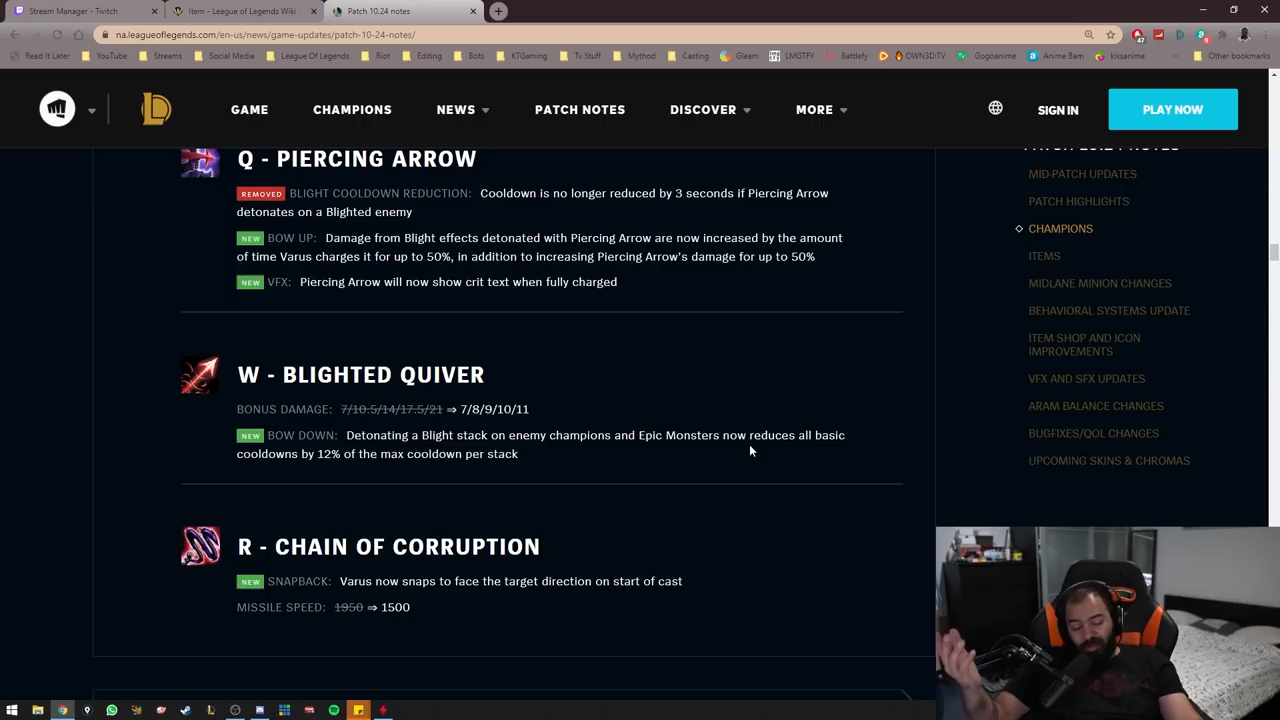 Stream Manager - Twitch
Item - League of Legends Wiki -
Patch 10.24 notes
na.leagueoflegends.com/en-us/news/game-updates/patch-10-24-notes/
Read It Later YouTube Streams Social Media League Of Legends Riot Editing Bots KTGaming Tv Stuff Mythod Casting Gleam LMGTFY Battlefy OWN3D.TV Gogoanime Anime Bam kissanime Other bookmarks
GAME CHAMPIONS NEWS PATCH NOTES DISCOVER MORE SIGN IN PLAY NOW
Q - PIERCING ARROW
REMOVED BLIGHT COOLDOWN REDUCTION: Cooldown is no longer reduced by 3 seconds if Piercing Arrow
detonates on a Blighted enemy
NEW BOW UP: Damage from Blight effects detonated with Piercing Arrow are now increased by the amount
of time Varus charges it for up to 50%, in addition to increasing Piercing Arrow's damage for up to 50%
NEW VFX: Piercing Arrow will now show crit text when fully charged
W - BLIGHTED QUIVER
BONUS DAMAGE: 7/10.5/14/17.5/21 ⇒ 7/8/9/10/11
NEW BOW DOWN: Detonating a Blight stack on enemy champions and Epic Monsters now reduces all basic
cooldowns by 12% of the max cooldown per stack
R - CHAIN OF CORRUPTION
NEW SNAPBACK: Varus now snaps to face the target direction on start of cast
MISSILE SPEED: 1950 ⇒ 1500
MID-PATCH UPDATES
PATCH HIGHLIGHTS
CHAMPIONS
ITEMS
MIDLANE MINION CHANGES
BEHAVIORAL SYSTEMS UPDATE
ITEM SHOP AND ICON
IMPROVEMENTS
VFX AND SFX UPDATES
ARAM BALANCE CHANGES
BUGFIXES/QOL CHANGES
UPCOMING SKINS & CHROMAS